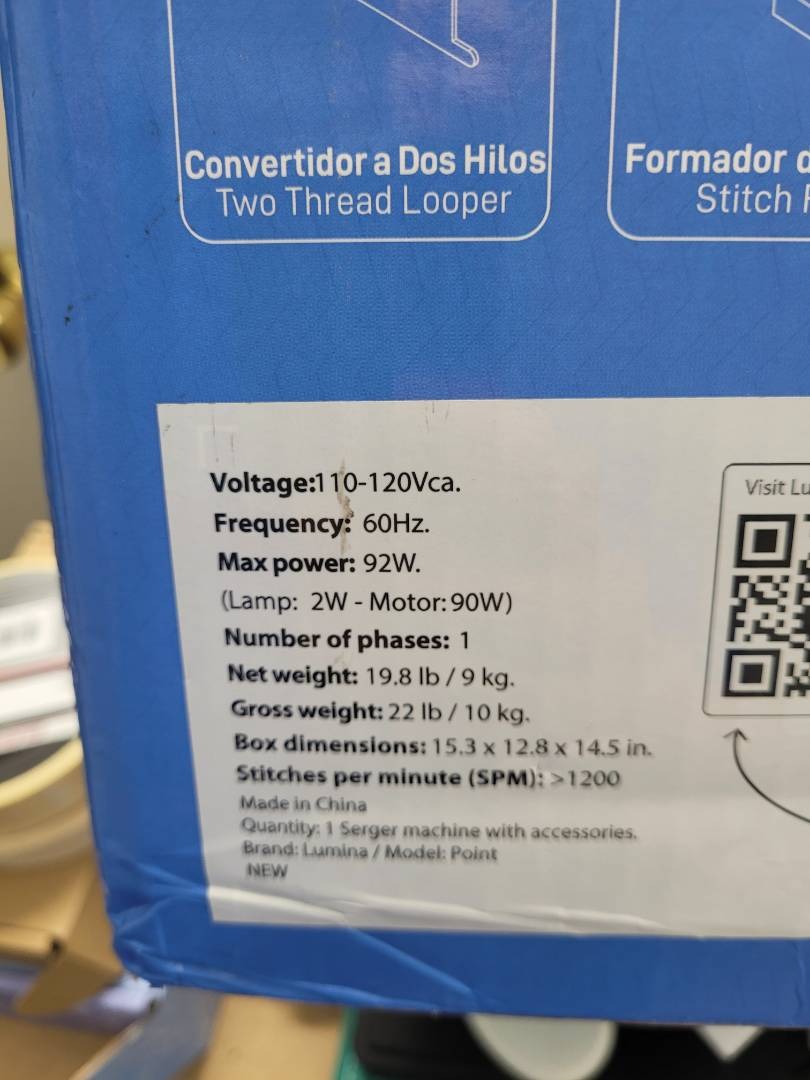 Convertidor a Dos Hilos
Two Thread Looper
Formador
Stitch
Voltage:110-120Vca.
Frequency: 60Hz.
Max power: 92W.
(Lamp: 2W - Motor: 90W)
Number of phases: 1
Net weight: 19.8 lb / 9 kg.
Gross weight: 22 lb / 10 kg.
Box dimensions: 15.3 x 12.8 x 14.5 in.
Stitches per minute (SPM): >1200
Made in China
Quantity: 1 Serger machine with accessories.
Brand: Lumina / Model: Point
NEW
Visit